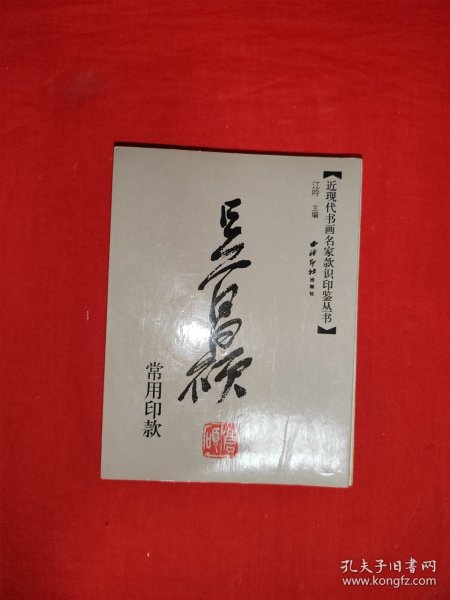 【近现代书画名家款识印鉴丛书】
江吟 主编
西泠印社出版社
吴昌硕
常用印款
孔夫子旧书网
www.kongfz.com